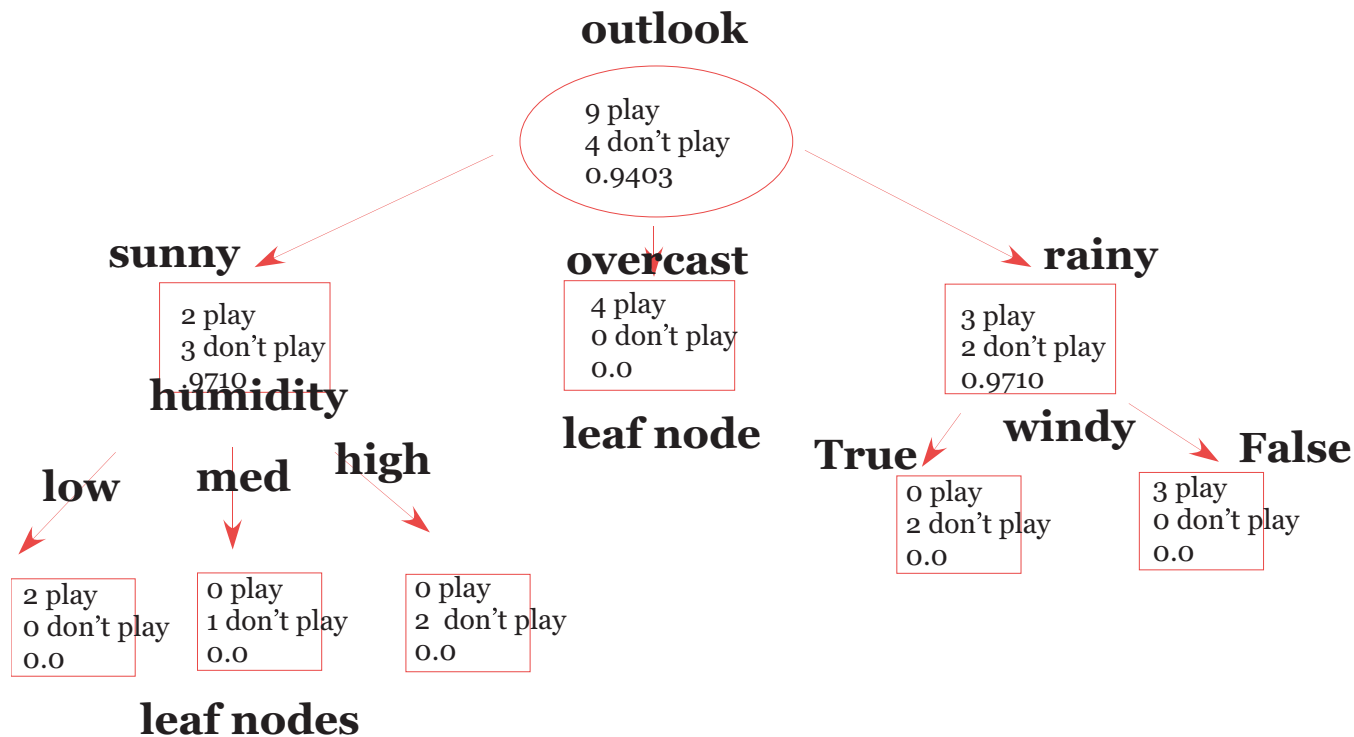 outlook
9 play
4 don't play
0.9403
sunny
overcast
rainy
2 play
3 don't play
.9710
humidity
4 play
0 don't play
0.0
leaf node
3 play
2 don't play
0.9710
windy
low
med
high
True
False
2 play
0 don't play
0.0
0 play
1 don't play
0.0
0 play
2  don't play
0.0
leaf nodes
0 play
2 don't play
0.0
3 play
0 don't play
0.0